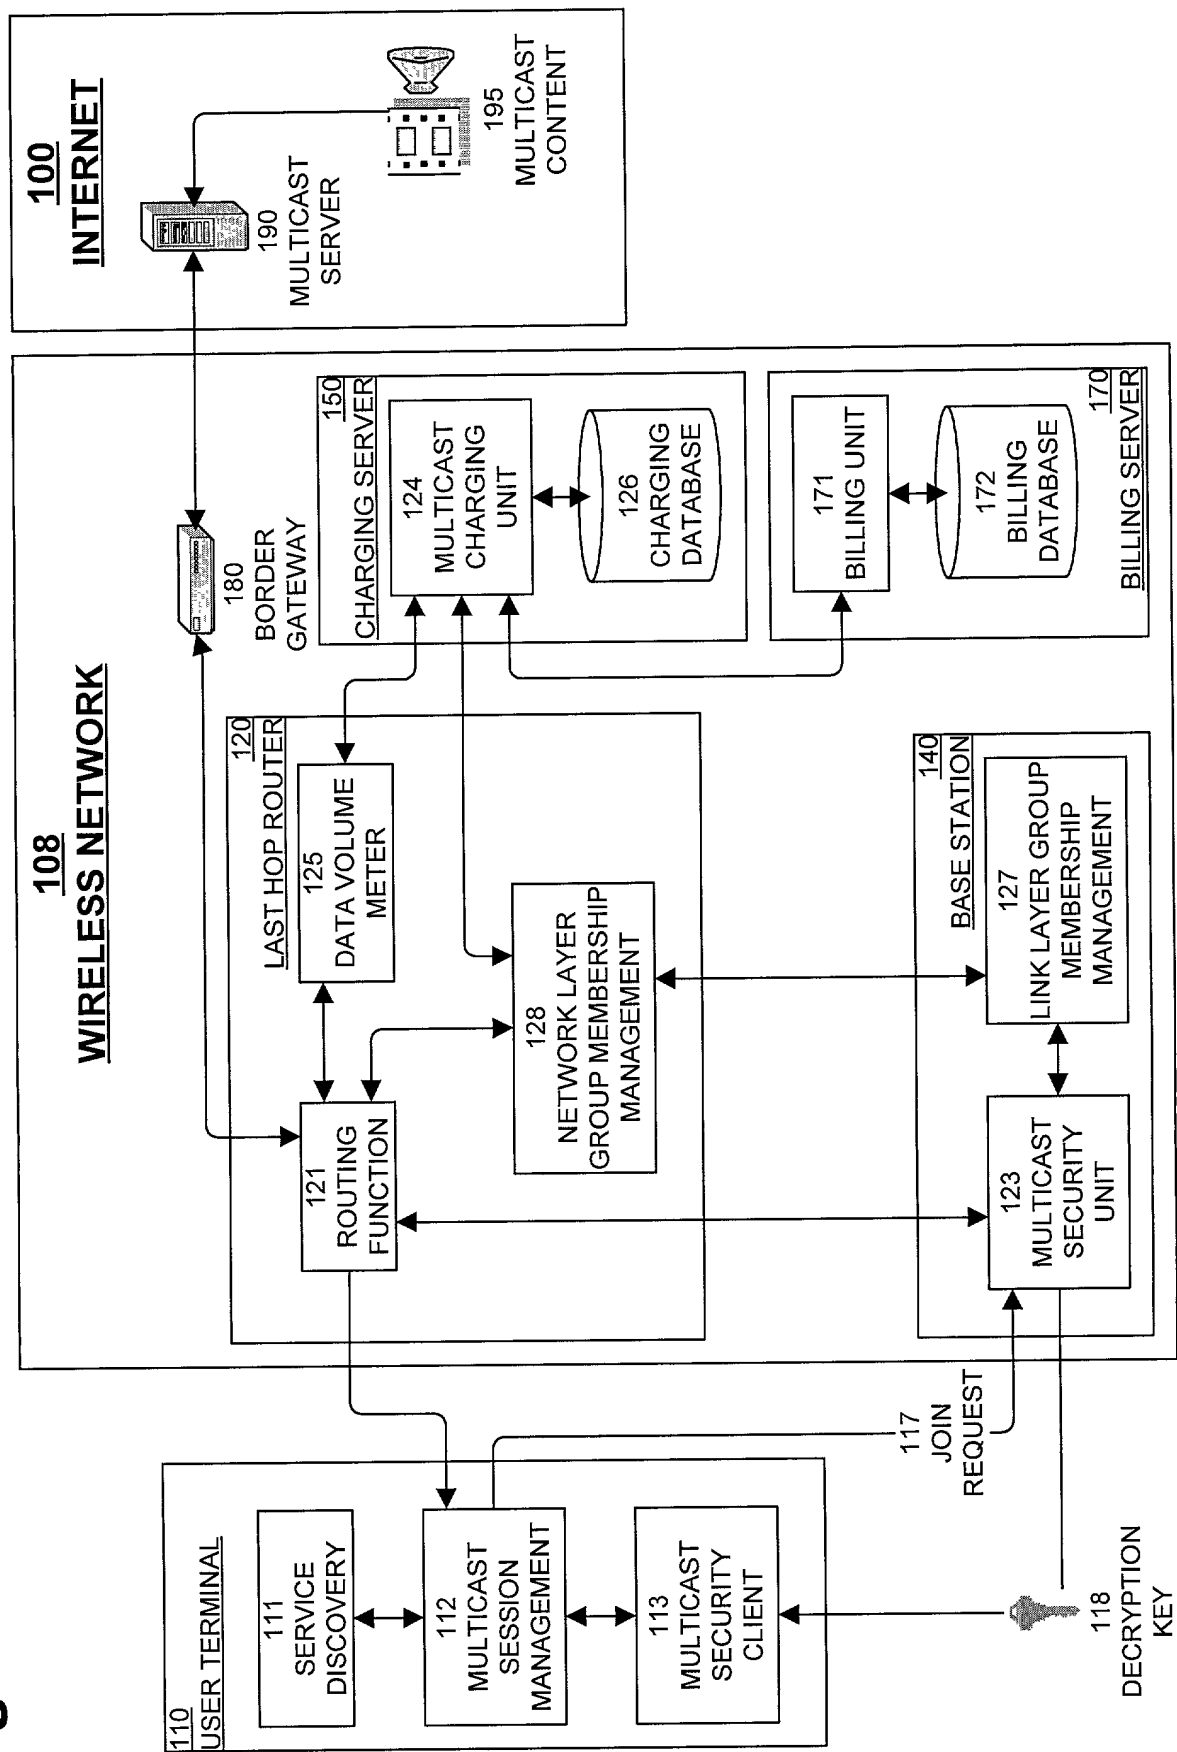 110
USER TERMINAL
111
SERVICE
DISCOVERY
112
MULTICAST
SESSION
MANAGEMENT
113
MULTICAST
SECURITY
CLIENT
118
DECRYPTION
KEY
117
JOIN
REQUEST
108
WIRELESS NETWORK
120
LAST HOP ROUTER
121
ROUTING
FUNCTION
125
DATA VOLUME
METER
128
NETWORK LAYER
GROUP MEMBERSHIP
MANAGEMENT
140
BASE STATION
123
MULTICAST
SECURITY
UNIT
127
LINK LAYER GROUP
MEMBERSHIP
MANAGEMENT
180
BORDER
GATEWAY
150
CHARGING SERVER
124
MULTICAST
CHARGING
UNIT
126
CHARGING
DATABASE
170
BILLING SERVER
171
BILLING UNIT
172
BILLING
DATABASE
100
INTERNET
190
MULTICAST
SERVER
195
MULTICAST
CONTENT